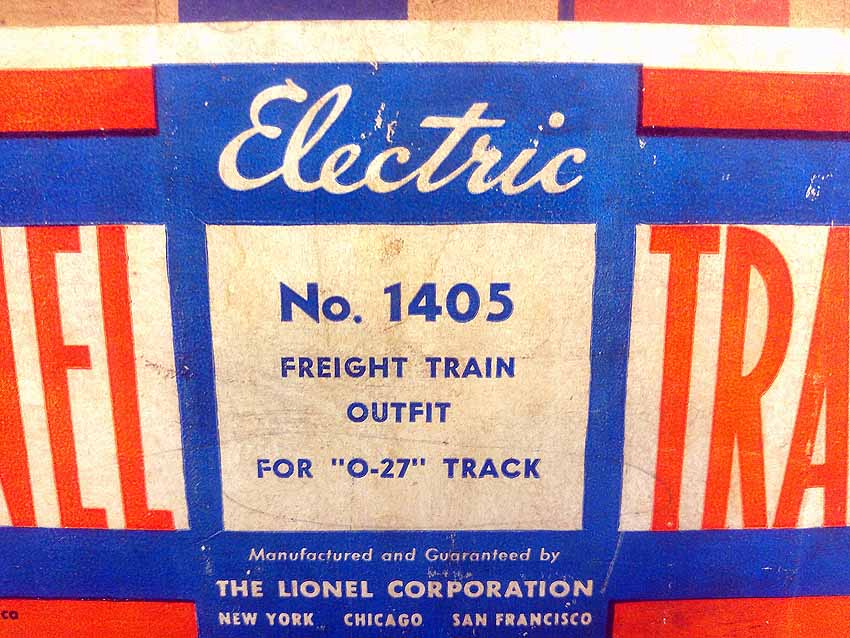 Electric
NEL
TRA
No. 1405
FREIGHT TRAIN
OUTFIT
FOR "O-27" TRACK
Manufactured and Guaranteed by
THE LIONEL CORPORATION
NEW YORK CHICAGO SAN FRANCISCO
ca